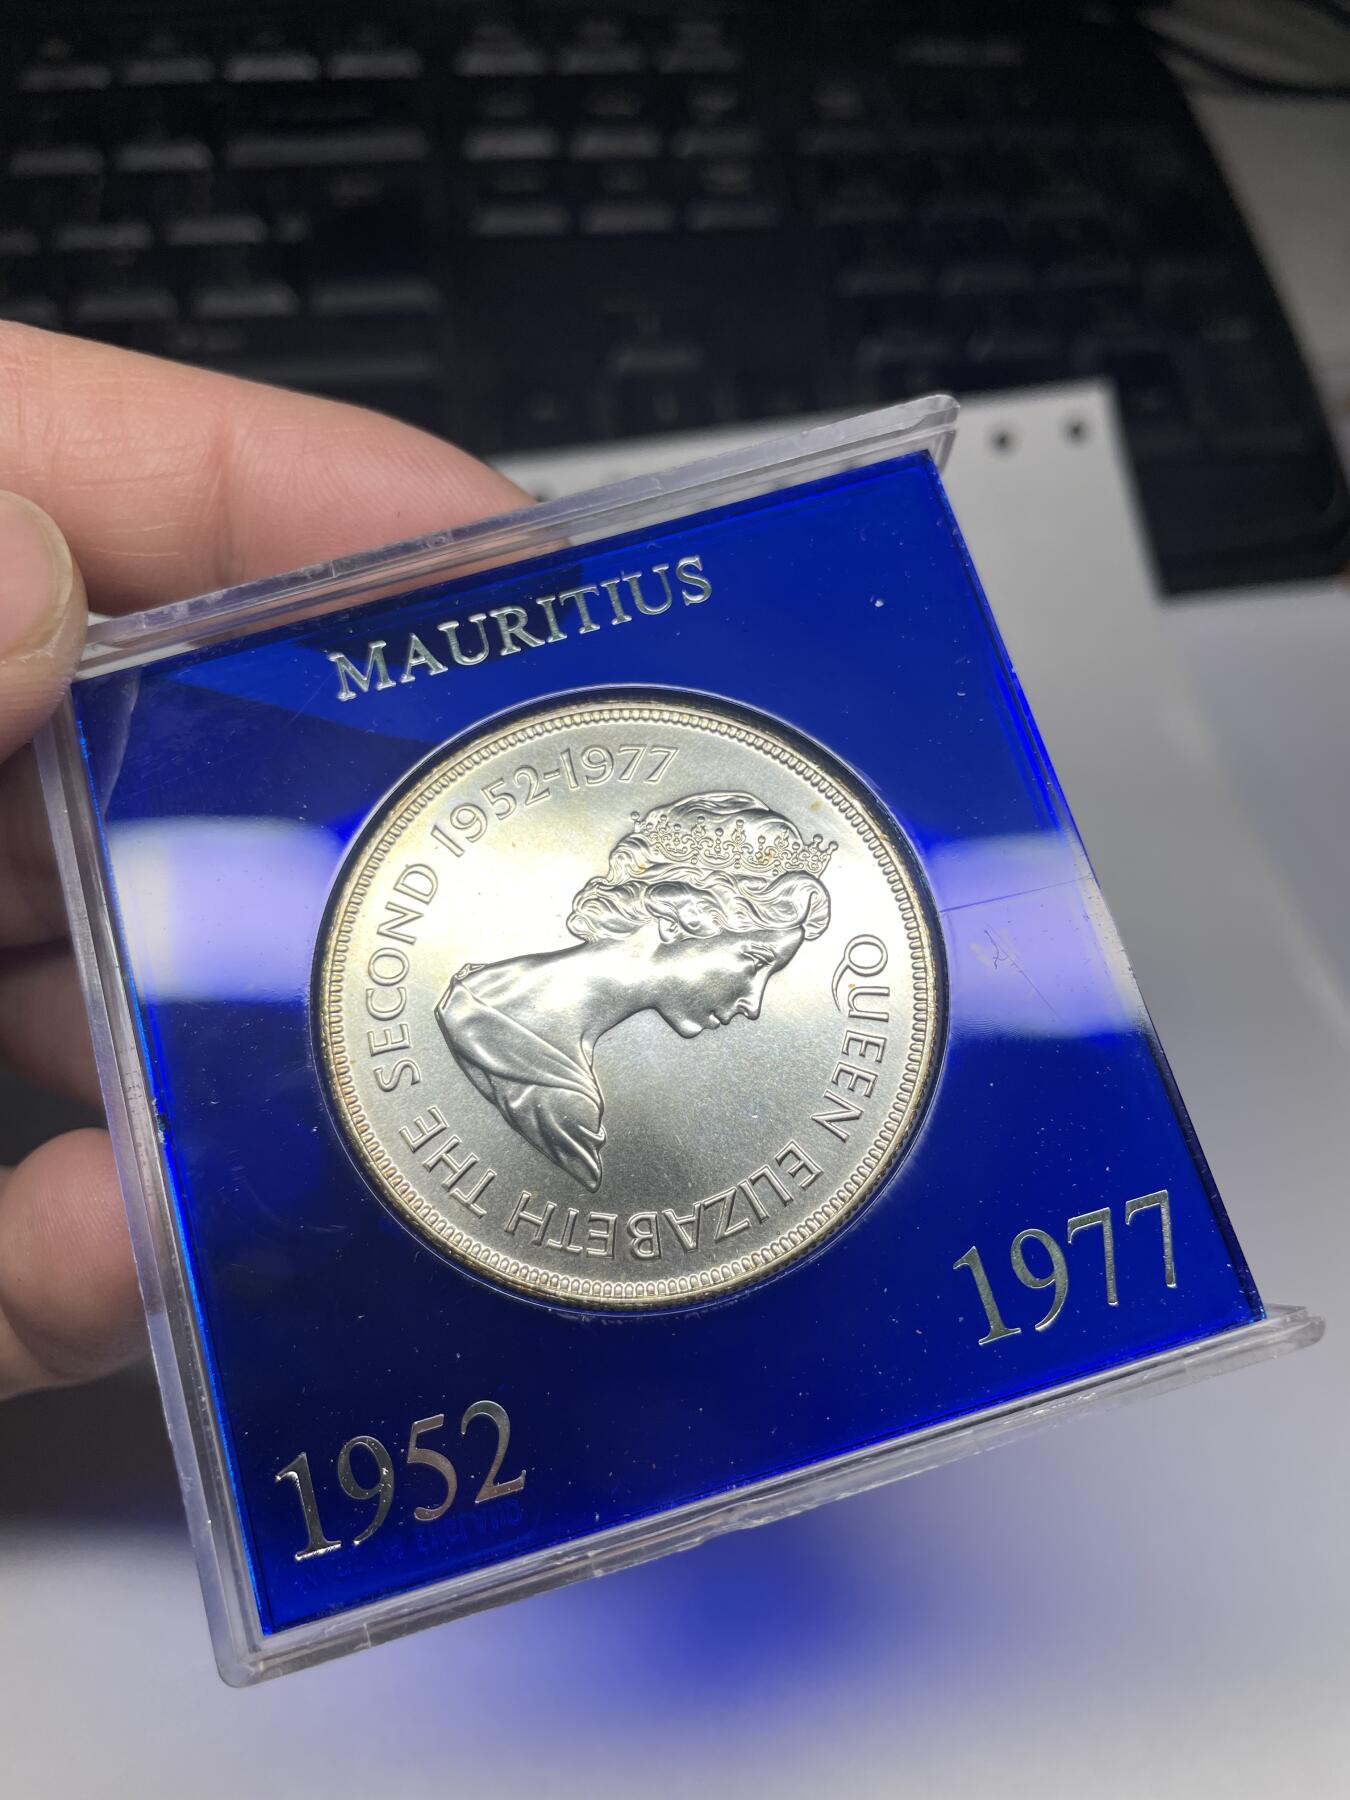 MAURITIUS
QUEEN ELIZABETH THE SECOND 1952-1977
1952
1977